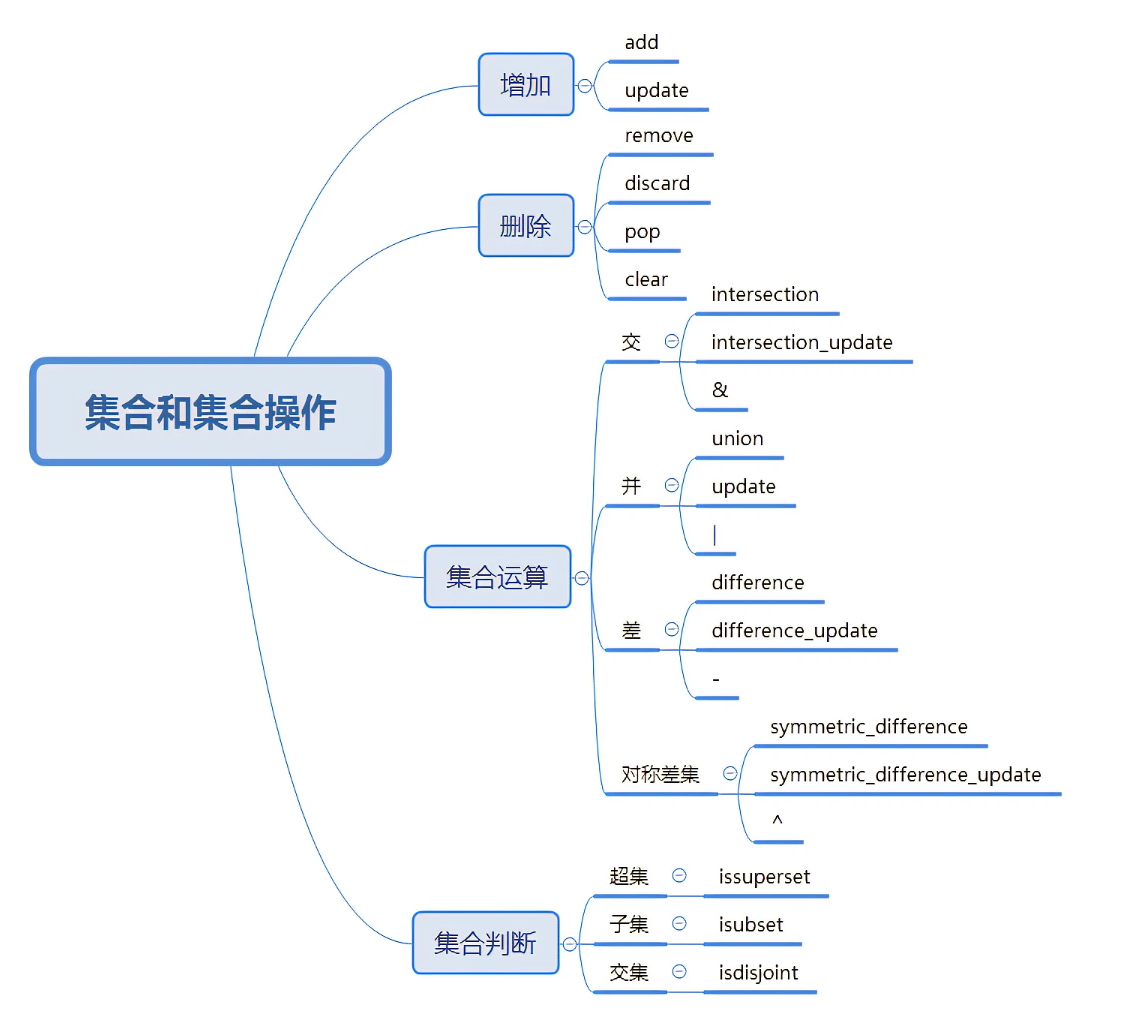 集合和集合操作
增加
add
update
删除
remove
discard
pop
clear
集合运算
交
intersection
intersection_update
&
并
union
update
|
差
difference
difference_update
-
对称差集
symmetric_difference
symmetric_difference_update
^
集合判断
超集
issuperset
子集
isubset
交集
isdisjoint